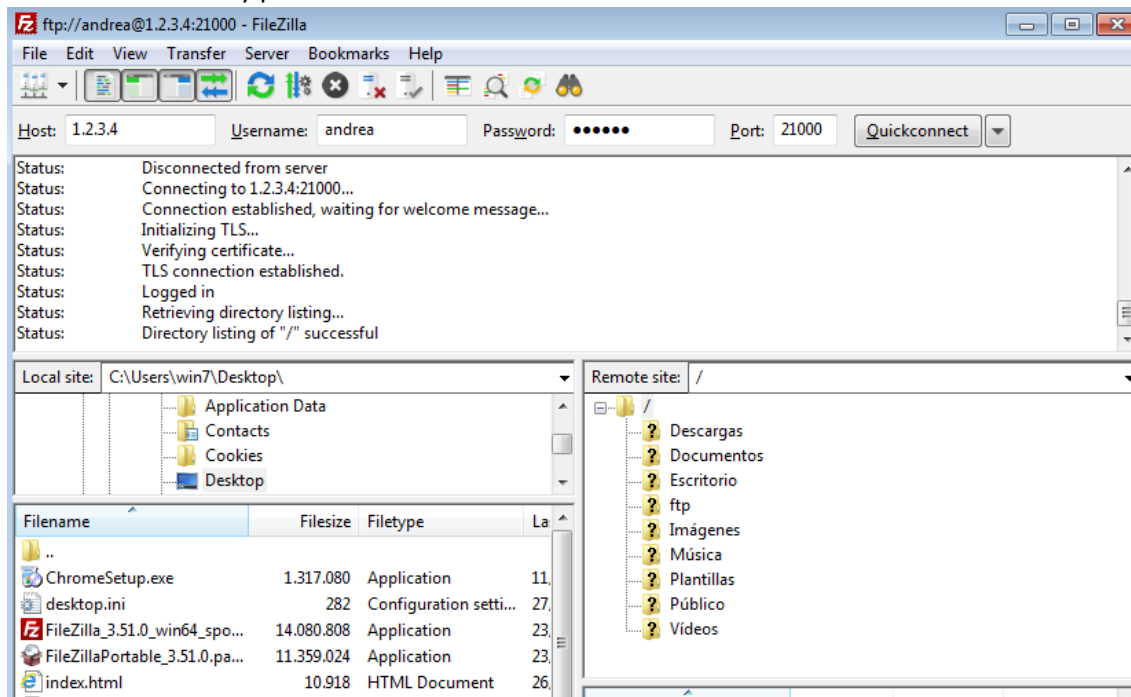 ftp://andrea@1.2.3.4:21000 - FileZilla
File Edit View Transfer Server Bookmarks Help
Host: 1.2.3.4 Username: andrea Password: ●●●●●● Port: 21000 Quickconnect
Status: Disconnected from server
Status: Connecting to 1.2.3.4:21000...
Status: Connection established, waiting for welcome message...
Status: Initializing TLS...
Status: Verifying certificate...
Status: TLS connection established.
Status: Logged in
Status: Retrieving directory listing...
Status: Directory listing of "/" successful
Local site: C:\Users\win7\Desktop\
Application Data
Contacts
Cookies
Desktop
Filename Filesize Filetype La
..
ChromeSetup.exe 1.317.080 Application 11,
desktop.ini 282 Configuration setti... 27,
FileZilla_3.51.0_win64_spo... 14.080.808 Application 23,
FileZillaPortable_3.51.0.pa... 11.359.024 Application 23,
index.html 10.918 HTML Document 26,
Remote site: /
/
Descargas
Documentos
Escritorio
ftp
Imágenes
Música
Plantillas
Público
Vídeos